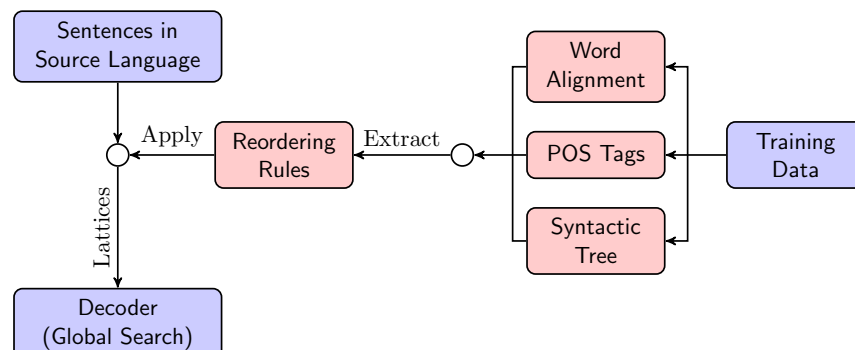 Sentences in
Source Language
Word
Alignment
Apply
Reordering
Rules
Extract
POS Tags
Training
Data
Lattices
Syntactic
Tree
Decoder
(Global Search)